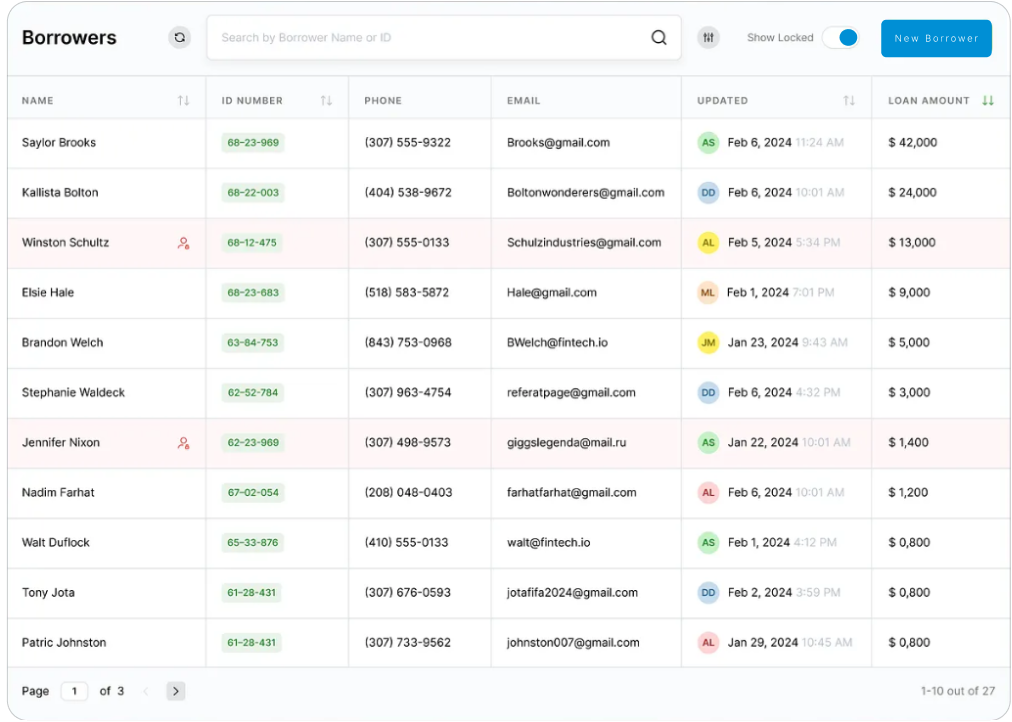 Borrowers Search by Borrower Name or ID Show Locked New Borrower
NAME ID NUMBER PHONE EMAIL UPDATED LOAN AMOUNT
Saylor Brooks 68-23-969 (307) 555-9322 Brooks@gmail.com AS Feb 6, 2024 11:24 AM $ 42,000
Kallista Bolton 68-22-003 (404) 538-9672 Boltonwonderers@gmail.com DD Feb 6, 2024 10:01 AM $ 24,000
Winston Schultz 68-12-475 (307) 555-0133 Schulzindustries@gmail.com AL Feb 5, 2024 5:34 PM $ 13,000
Elsie Hale 68-23-683 (518) 583-5872 Hale@gmail.com ML Feb 1, 2024 7:01 PM $ 9,000
Brandon Welch 63-84-753 (843) 753-0968 BWelch@fintech.io JM Jan 23, 2024 9:43 AM $ 5,000
Stephanie Waldeck 62-52-784 (307) 963-4754 referatpage@gmail.com DD Feb 6, 2024 4:32 PM $ 3,000
Jennifer Nixon 62-23-969 (307) 498-9573 giggslegenda@mail.ru AS Jan 22, 2024 10:01 AM $ 1,400
Nadim Farhat 67-02-054 (208) 048-0403 farhatfarhat@gmail.com AL Feb 6, 2024 10:01 AM $ 1,200
Walt Duflock 65-33-876 (410) 555-0133 walt@fintech.io AS Feb 1, 2024 4:12 PM $ 0,800
Tony Jota 61-28-431 (307) 676-0593 jotafifa2024@gmail.com DD Feb 2, 2024 3:59 PM $ 0,800
Patric Johnston 61-28-431 (307) 733-9562 johnston007@gmail.com AL Jan 29, 2024 10:45 AM $ 0,800
Page 1 of 3 1-10 out of 27